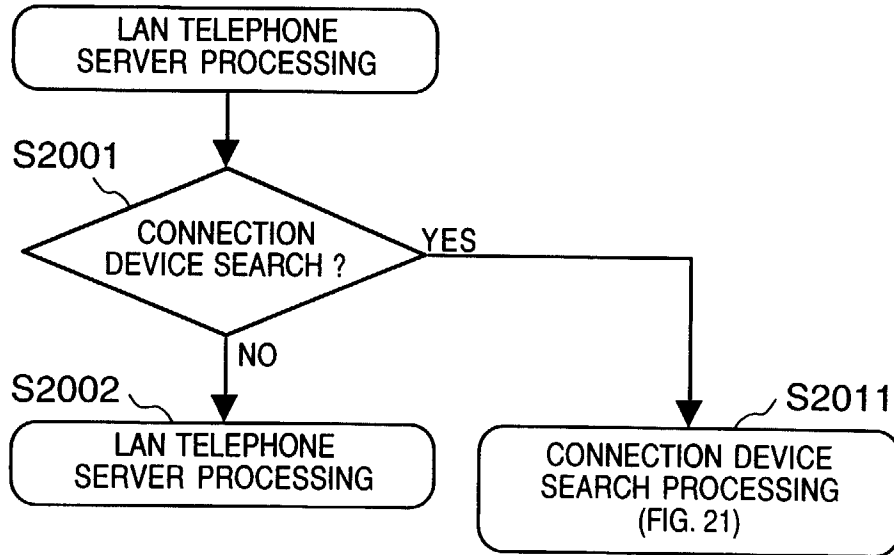 LAN TELEPHONE
SERVER PROCESSING
S2001
CONNECTION
DEVICE SEARCH ?
YES
NO
S2002
LAN TELEPHONE
SERVER PROCESSING
S2011
CONNECTION DEVICE
SEARCH PROCESSING
(FIG. 21)